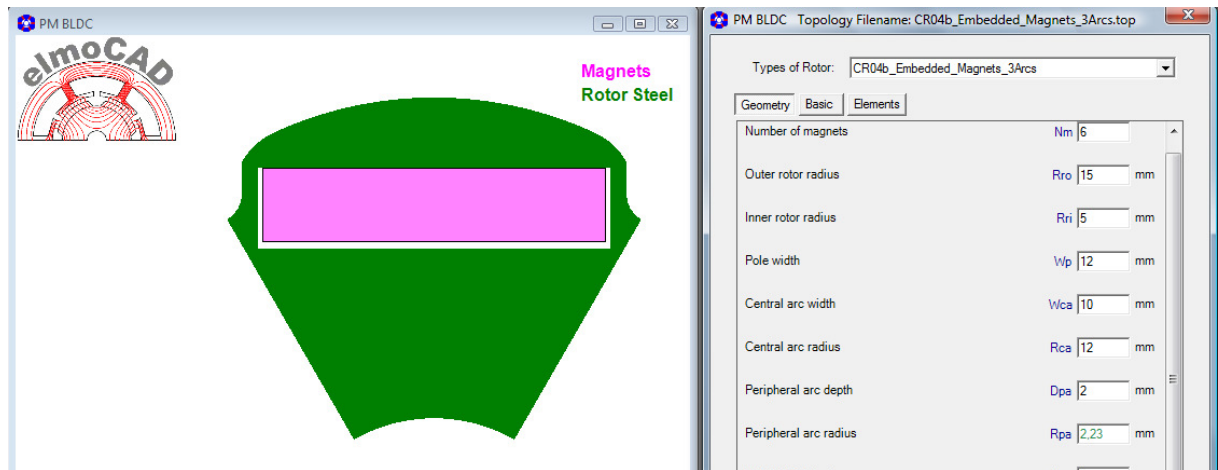 PM BLDC
elmoCAD
Magnets
Rotor Steel
PM BLDC Topology Filename: CR04b_Embedded_Magnets_3Arcs.top
Types of Rotor: CR04b_Embedded_Magnets_3Arcs
Geometry Basic Elements
Number of magnets Nm 6
Outer rotor radius Rro 15 mm
Inner rotor radius Rri 5 mm
Pole width Wp 12 mm
Central arc width Wca 10 mm
Central arc radius Rca 12 mm
Peripheral arc depth Dpa 2 mm
Peripheral arc radius Rpa 2,23 mm